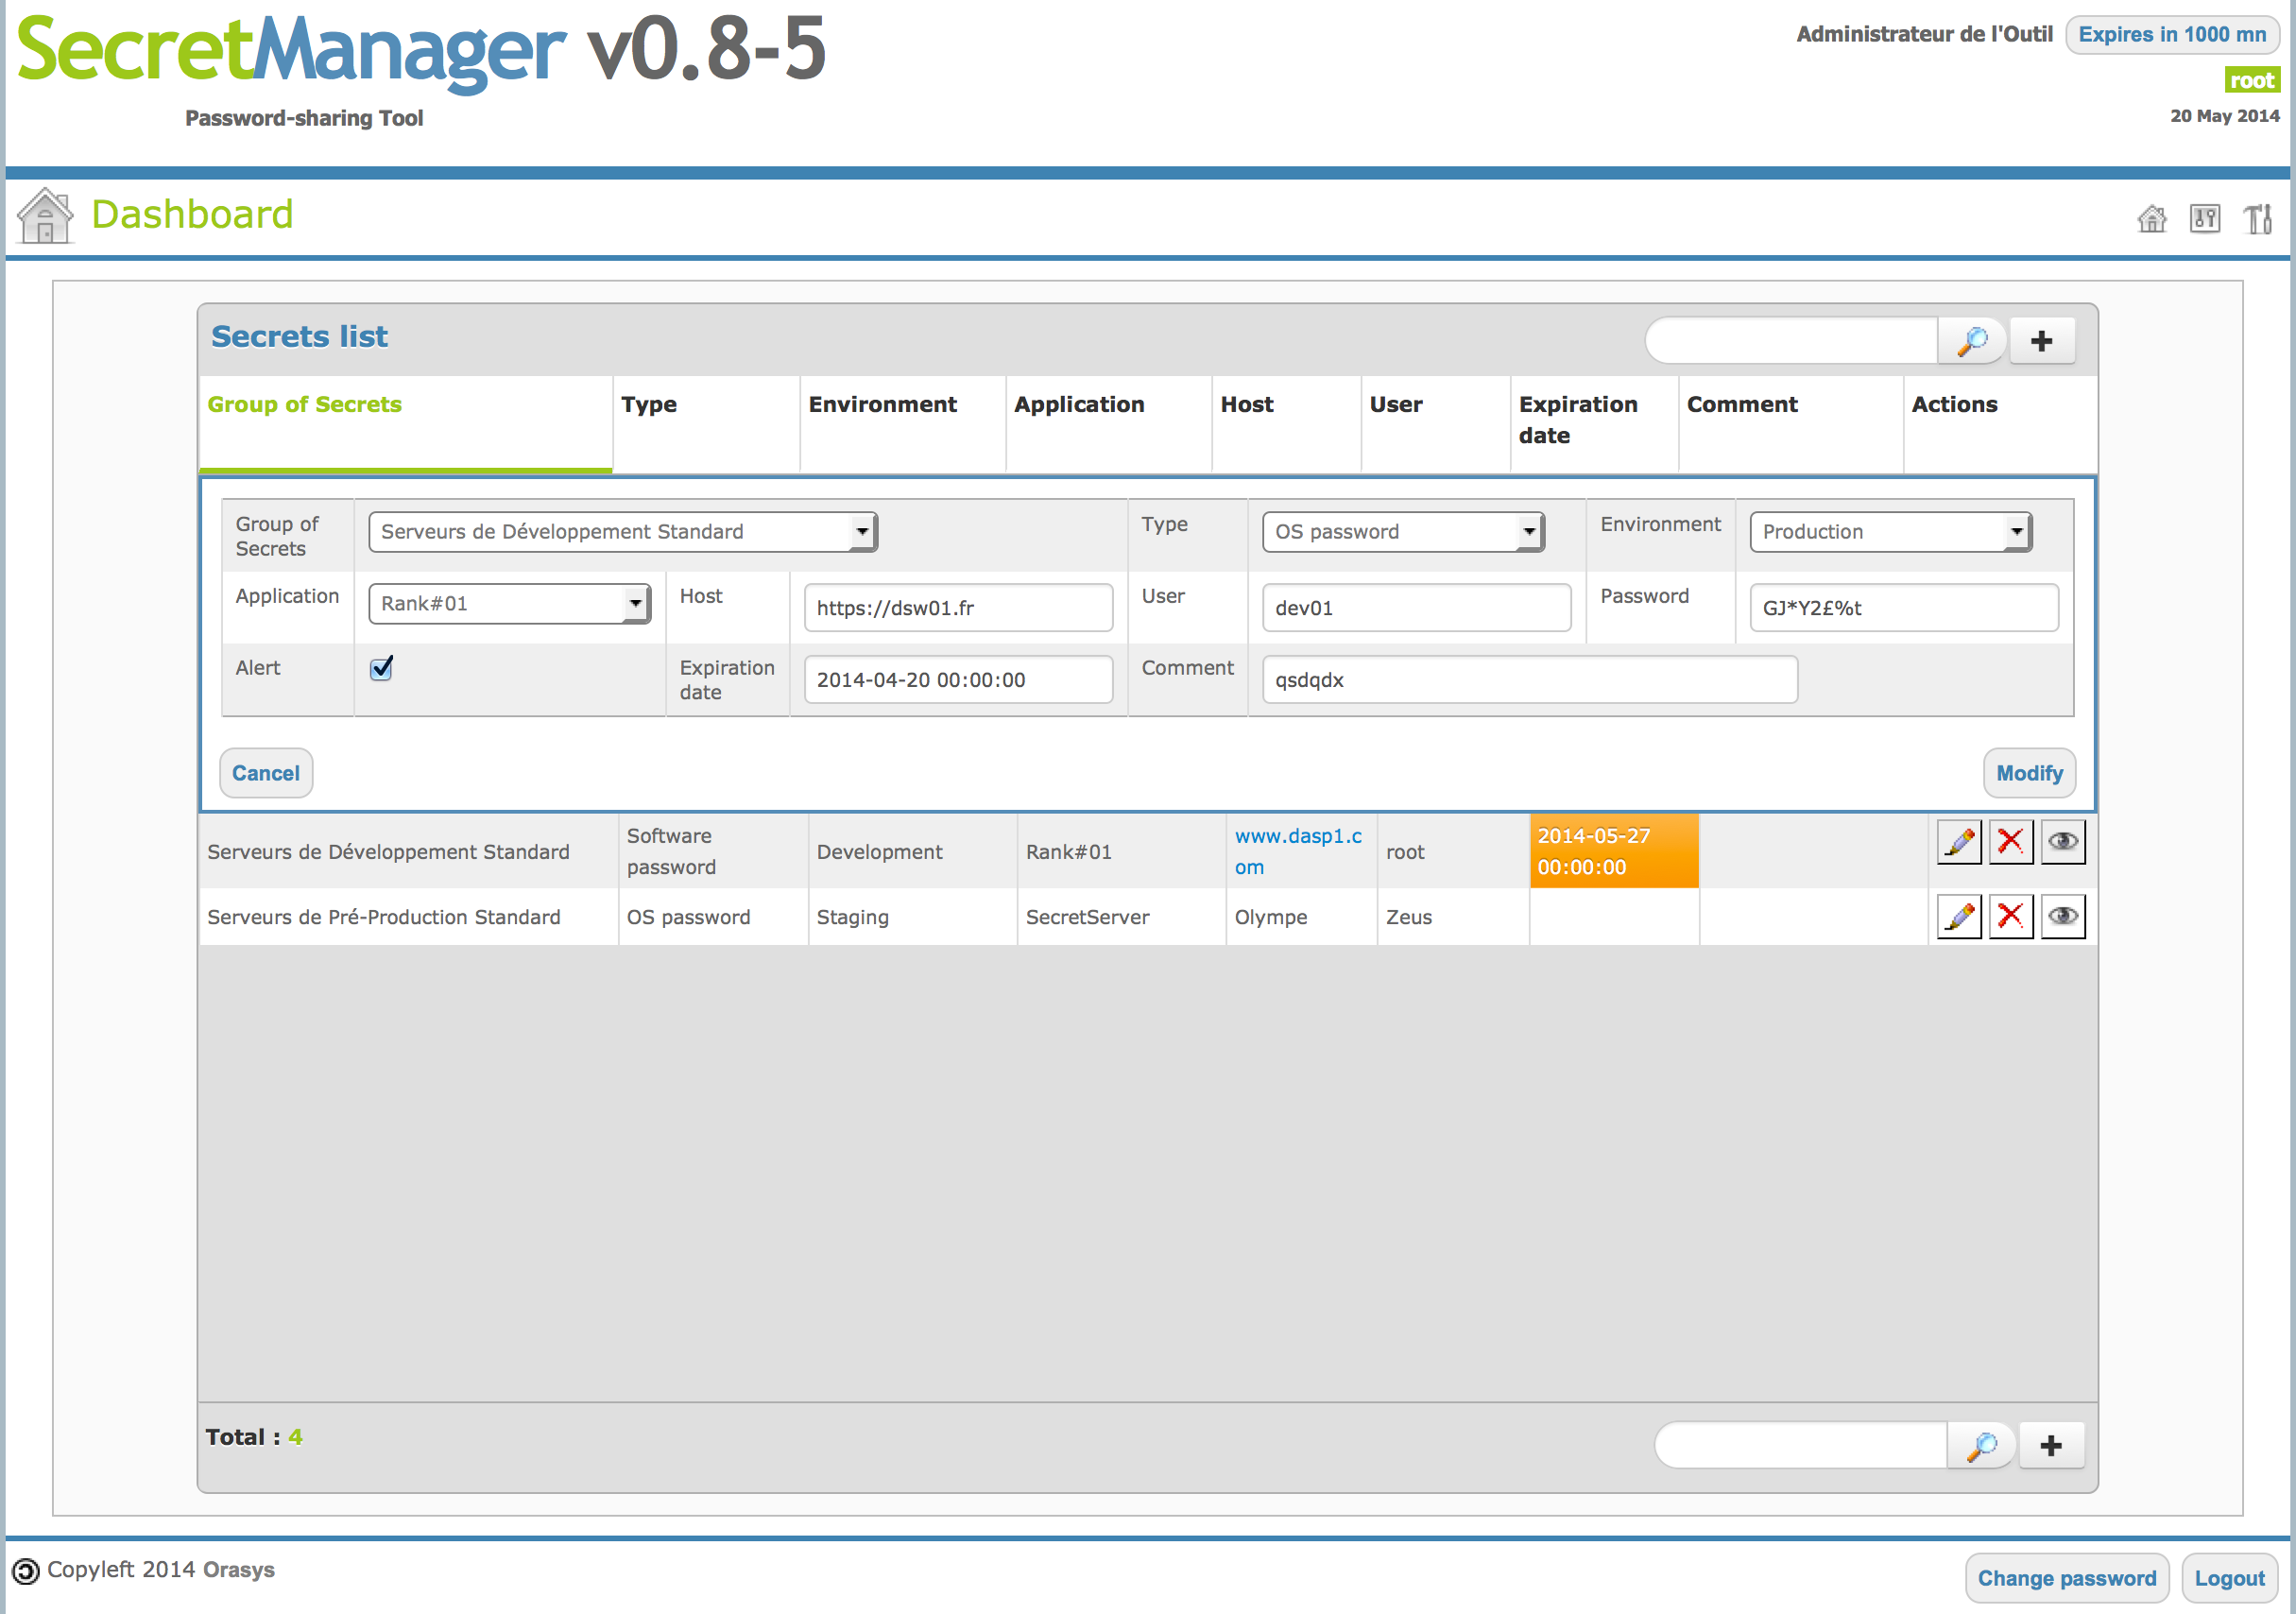 SecretManager v0.8-5
Password-sharing Tool
Administrateur de l'Outil Expires in 1000 mn
root
20 May 2014
Dashboard
Secrets list
Group of Secrets Type Environment Application Host User Expiration date Comment Actions
Group of Secrets Serveurs de Développement Standard Type OS password Environment Production
Application Rank#01 Host https://dsw01.fr User dev01 Password GJ*Y2£%t
Alert Expiration date 2014-04-20 00:00:00 Comment qsdqdx
Cancel Modify
Serveurs de Développement Standard Software password Development Rank#01 www.dasp1.com root 2014-05-27 00:00:00
Serveurs de Pré-Production Standard OS password Staging SecretServer Olympe Zeus
Total : 4
Copyleft 2014 Orasys
Change password Logout